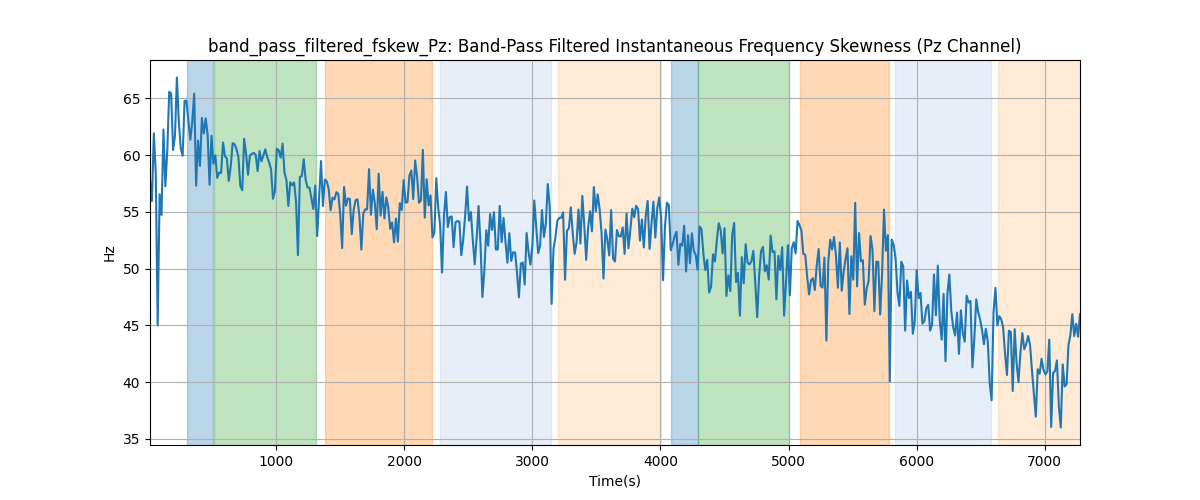 band_pass_filtered_fskew_Pz: Band-Pass Filtered Instantaneous Frequency Skewness (Pz Channel)
65
60
55
50
45
40
35
Hz
1000 2000 3000 4000 5000 6000 7000
Time(s)